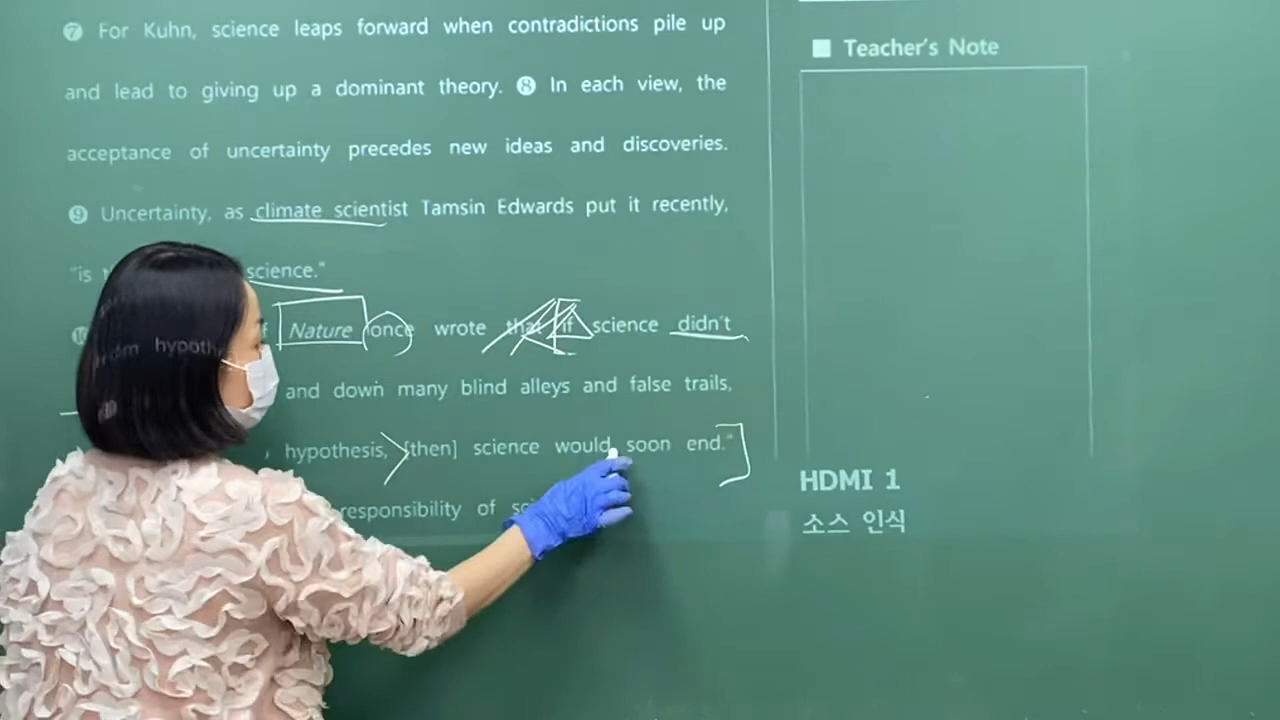 ❼ For Kuhn, science leaps forward when contradictions pile up
and lead to giving up a dominant theory. ❽ In each view, the
acceptance of uncertainty precedes new ideas and discoveries.
❾ Uncertainty, as climate scientist Tamsin Edwards put it recently,
"is science."
Nature once wrote that if science didn't
and down many blind alleys and false trails,
hypothesis, [then] science would soon end."
responsibility of
■ Teacher's Note
HDMI 1
소스 인식